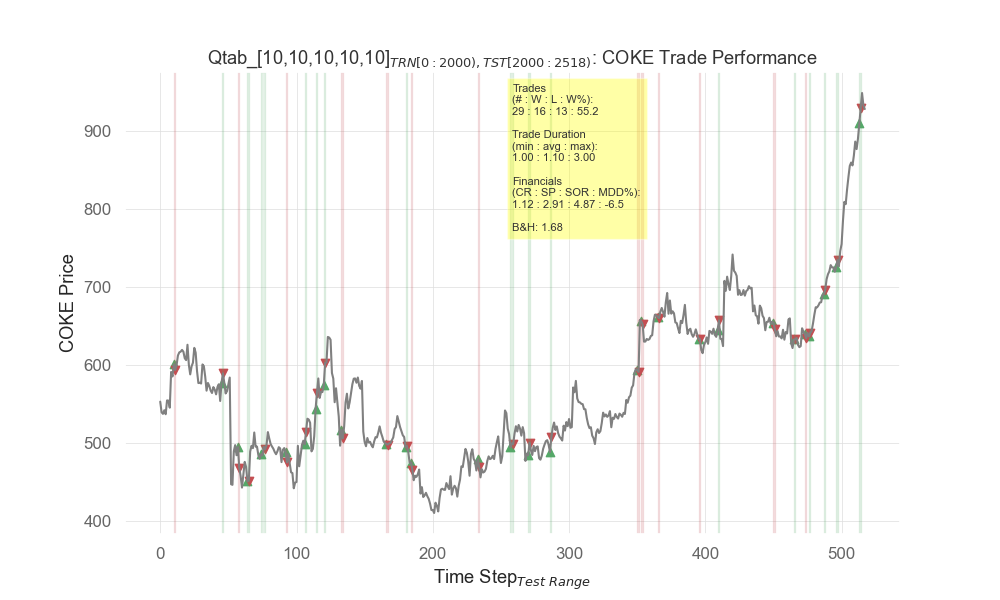 Qtab_[10,10,10,10,10]TRN[0 : 2000), TST[2000 : 2518): COKE Trade Performance
Trades
(# : W : L : W%):
29 : 16 : 13 : 55.2
Trade Duration
(min : avg : max):
1.00 : 1.10 : 3.00
Financials
(CR : SP : SOR : MDD%):
1.12 : 2.91 : 4.87 : -6.5
B&H: 1.68
COKE Price
900
800
700
600
500
400
0 100 200 300 400 500
Time StepTest Range